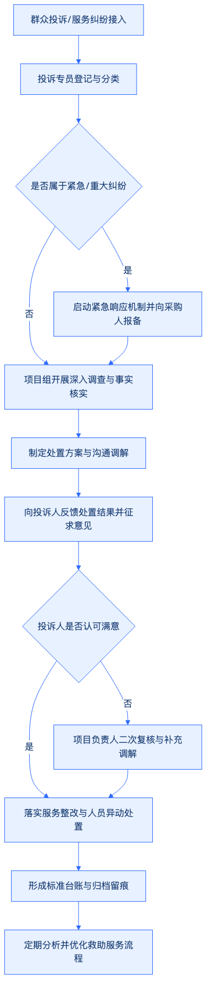 群众投诉/服务纠纷接入
投诉专员登记与分类
是否属于紧急/重大纠纷
是
启动紧急响应机制并向采购
人报备
否
项目组开展深入调查与事实
核实
制定处置方案与沟通调解
向投诉人反馈处置结果并征
求意见
投诉人是否认可满意
否
项目负责人二次复核与补充
调解
是
落实服务整改与人员异动处
置
形成标准台账与归档留痕
定期分析并优化救助服务流
程